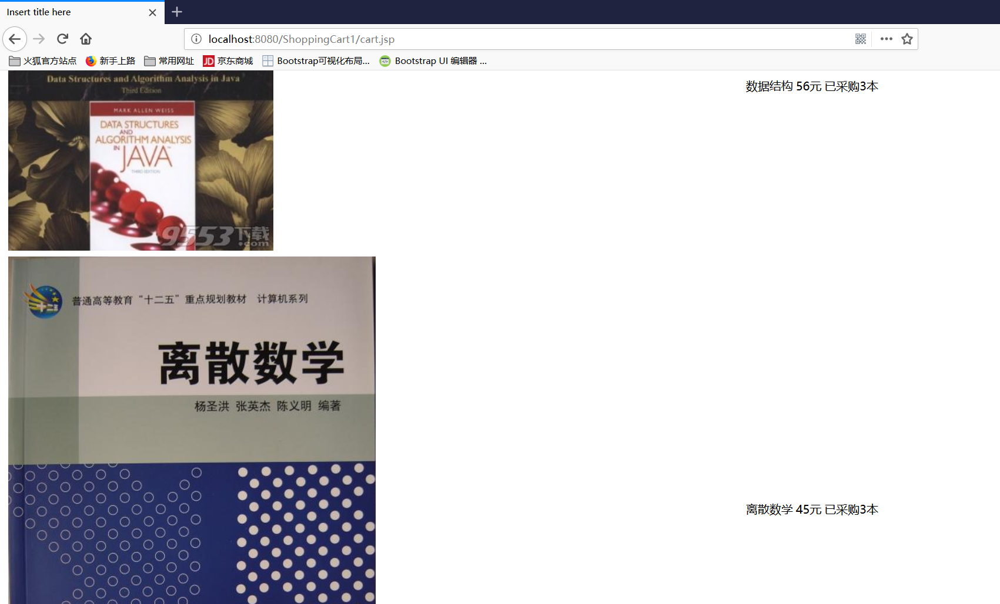 Insert title here
localhost:8080/ShoppingCart1/cart.jsp
火狐官方站点 新手上路 常用网址 JD 京东商城 Bootstrap可视化布局... Bootstrap UI 编辑器 ...
Data Structures and Algorithm Analysis in Java
Third Edition
MARK ALLEN WEISS
DATA STRUCTURES
AND
ALGORITHM ANALYSIS
IN JAVA™
THIRD EDITION
9553下载
.com
数据结构 56元 已采购3本
十二五
普通高等教育“十二五”重点规划教材 计算机系列
离散数学
杨圣洪 张英杰 陈义明 编著
离散数学 45元 已采购3本